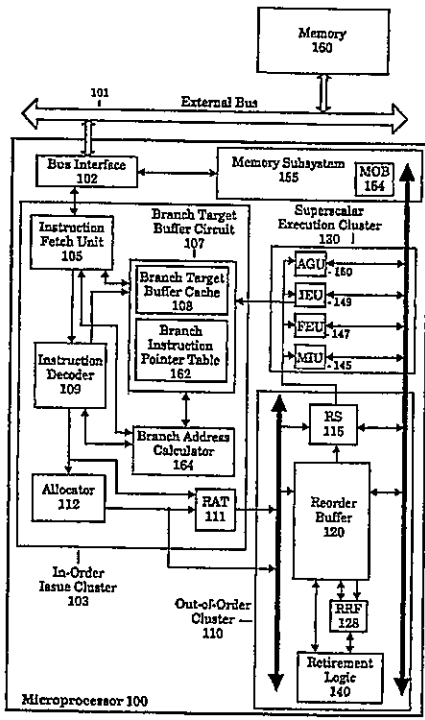 Memory
160
101
External Bus
Bus Interface
102
Memory Subsystem
155
MOB
154
Instruction
Fetch Unit
105
Branch Target
Buffer Circuit
107
Branch Target
Buffer Cache
108
Branch
Instruction
Pointer Table
162
Superscalar
Execution Cluster
130
AGU
150
IEU
149
FEU
147
MIU
145
Instruction
Decoder
109
Branch Address
Calculator
164
RS
115
Allocator
112
RAT
111
Reorder
Buffer
120
In-Order
Issue Cluster
103
Out-of-Order
Cluster
110
RRF
128
Retirement
Logic
140
Microprocessor 100